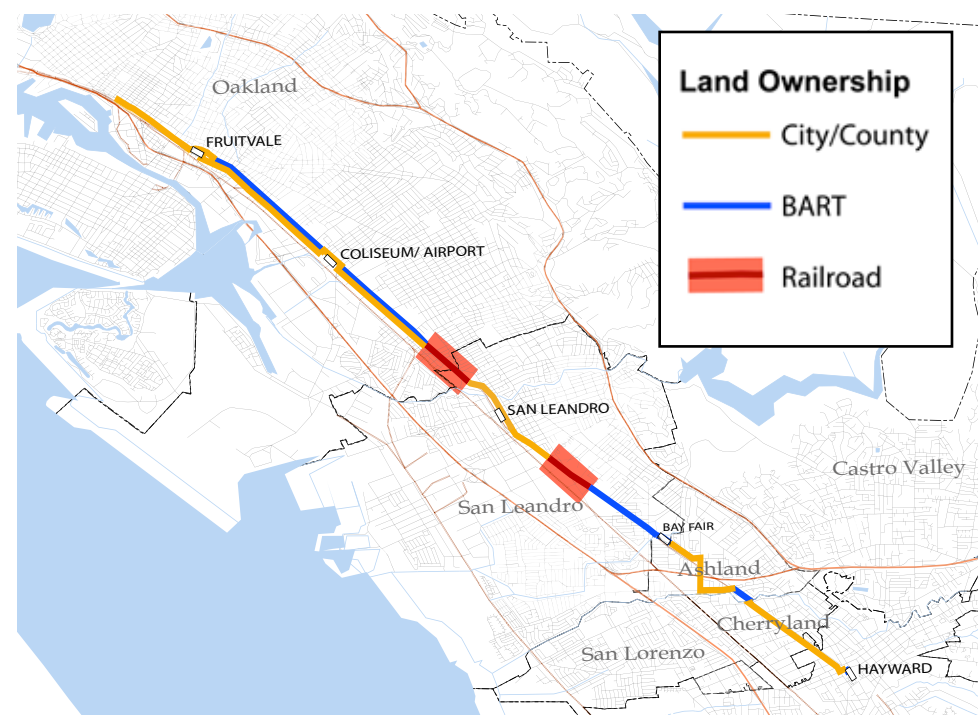 Oakland
FRUITVALE
COLISEUM/ AIRPORT
SAN LEANDRO
San Leandro
BAY FAIR
Ashland
Cherryland
San Lorenzo
HAYWARD
Castro Valley
Land Ownership
City/County
BART
Railroad